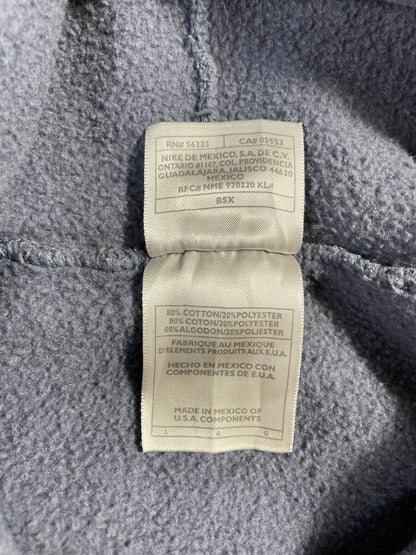 RN# 56323 CA# 05553
NIKE DE MEXICO, S.A. DE C.V.
ONTARIO #1107, COL. PROVIDENCIA
GUADALAJARA, JALISCO 44630
MEXICO
RFC# NME 920220 KL4
BSX
80% COTTON/20%POLYESTER
80% COTON/20%POLYESTER
80%ALGODON/20%POLIESTER
FABRIQUE AU MEXIQUE
D'ELEMENTS PRODUITS AUX E.U.A.
HECHO EN MEXICO CON
COMPONENTES DE E.U.A.
MADE IN MEXICO OF
U.S.A. COMPONENTS
L G G